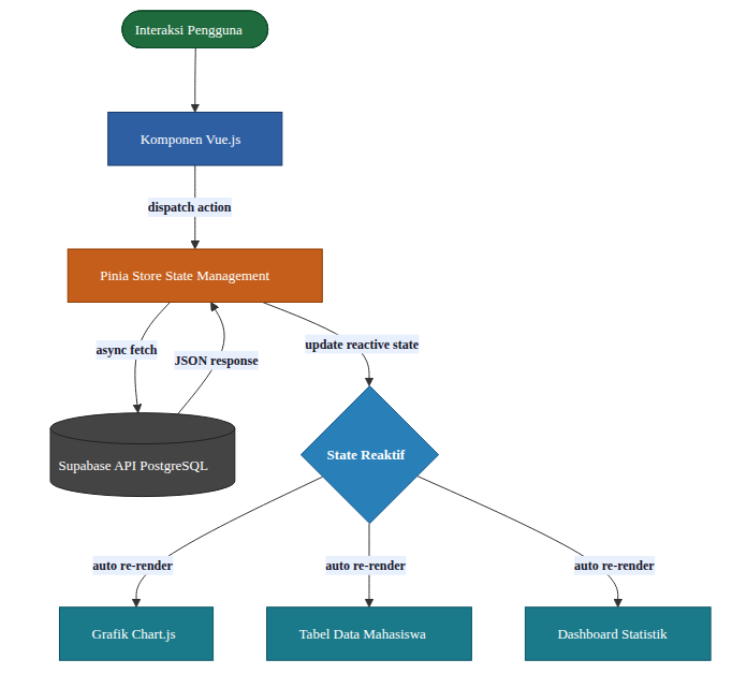 Interaksi Pengguna
Komponen Vue.js
dispatch action
Pinia Store State Management
async fetch
JSON response
update reactive state
Supabase API PostgreSQL
State Reaktif
auto re-render
auto re-render
auto re-render
Grafik Chart.js
Tabel Data Mahasiswa
Dashboard Statistik